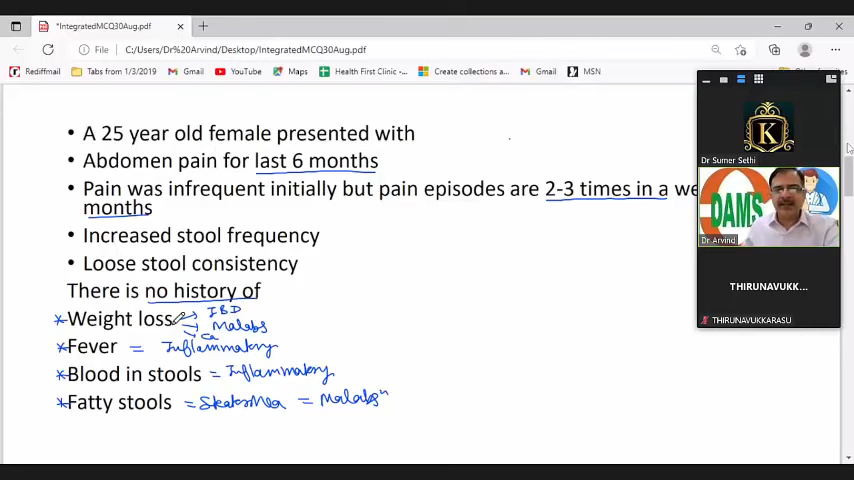 *IntegratedMCQ30Aug.pdf
File
C:/Users/Dr%20Arvind/Desktop/IntegratedMCQ30Aug.pdf
Rediffmail
Tabs from 1/3/2019
Gmail
YouTube
Maps
Health First Clinic -...
Create collections a...
Gmail
MSN
• A 25 year old female presented with
• Abdomen pain for last 6 months
• Pain was infrequent initially but pain episodes are 2-3 times in a we
months
• Increased stool frequency
• Loose stool consistency
There is no history of
*Weight loss → IBD
→ Malabs
→ Ca
*Fever = Inflammatory
*Blood in stools = Inflammatory
*Fatty stools = = Malabsⁿ
K
Dr Sumer Sethi
DAMS
Dr Arvind
THIRUNAVUKK...
THIRUNAVUKKARASU